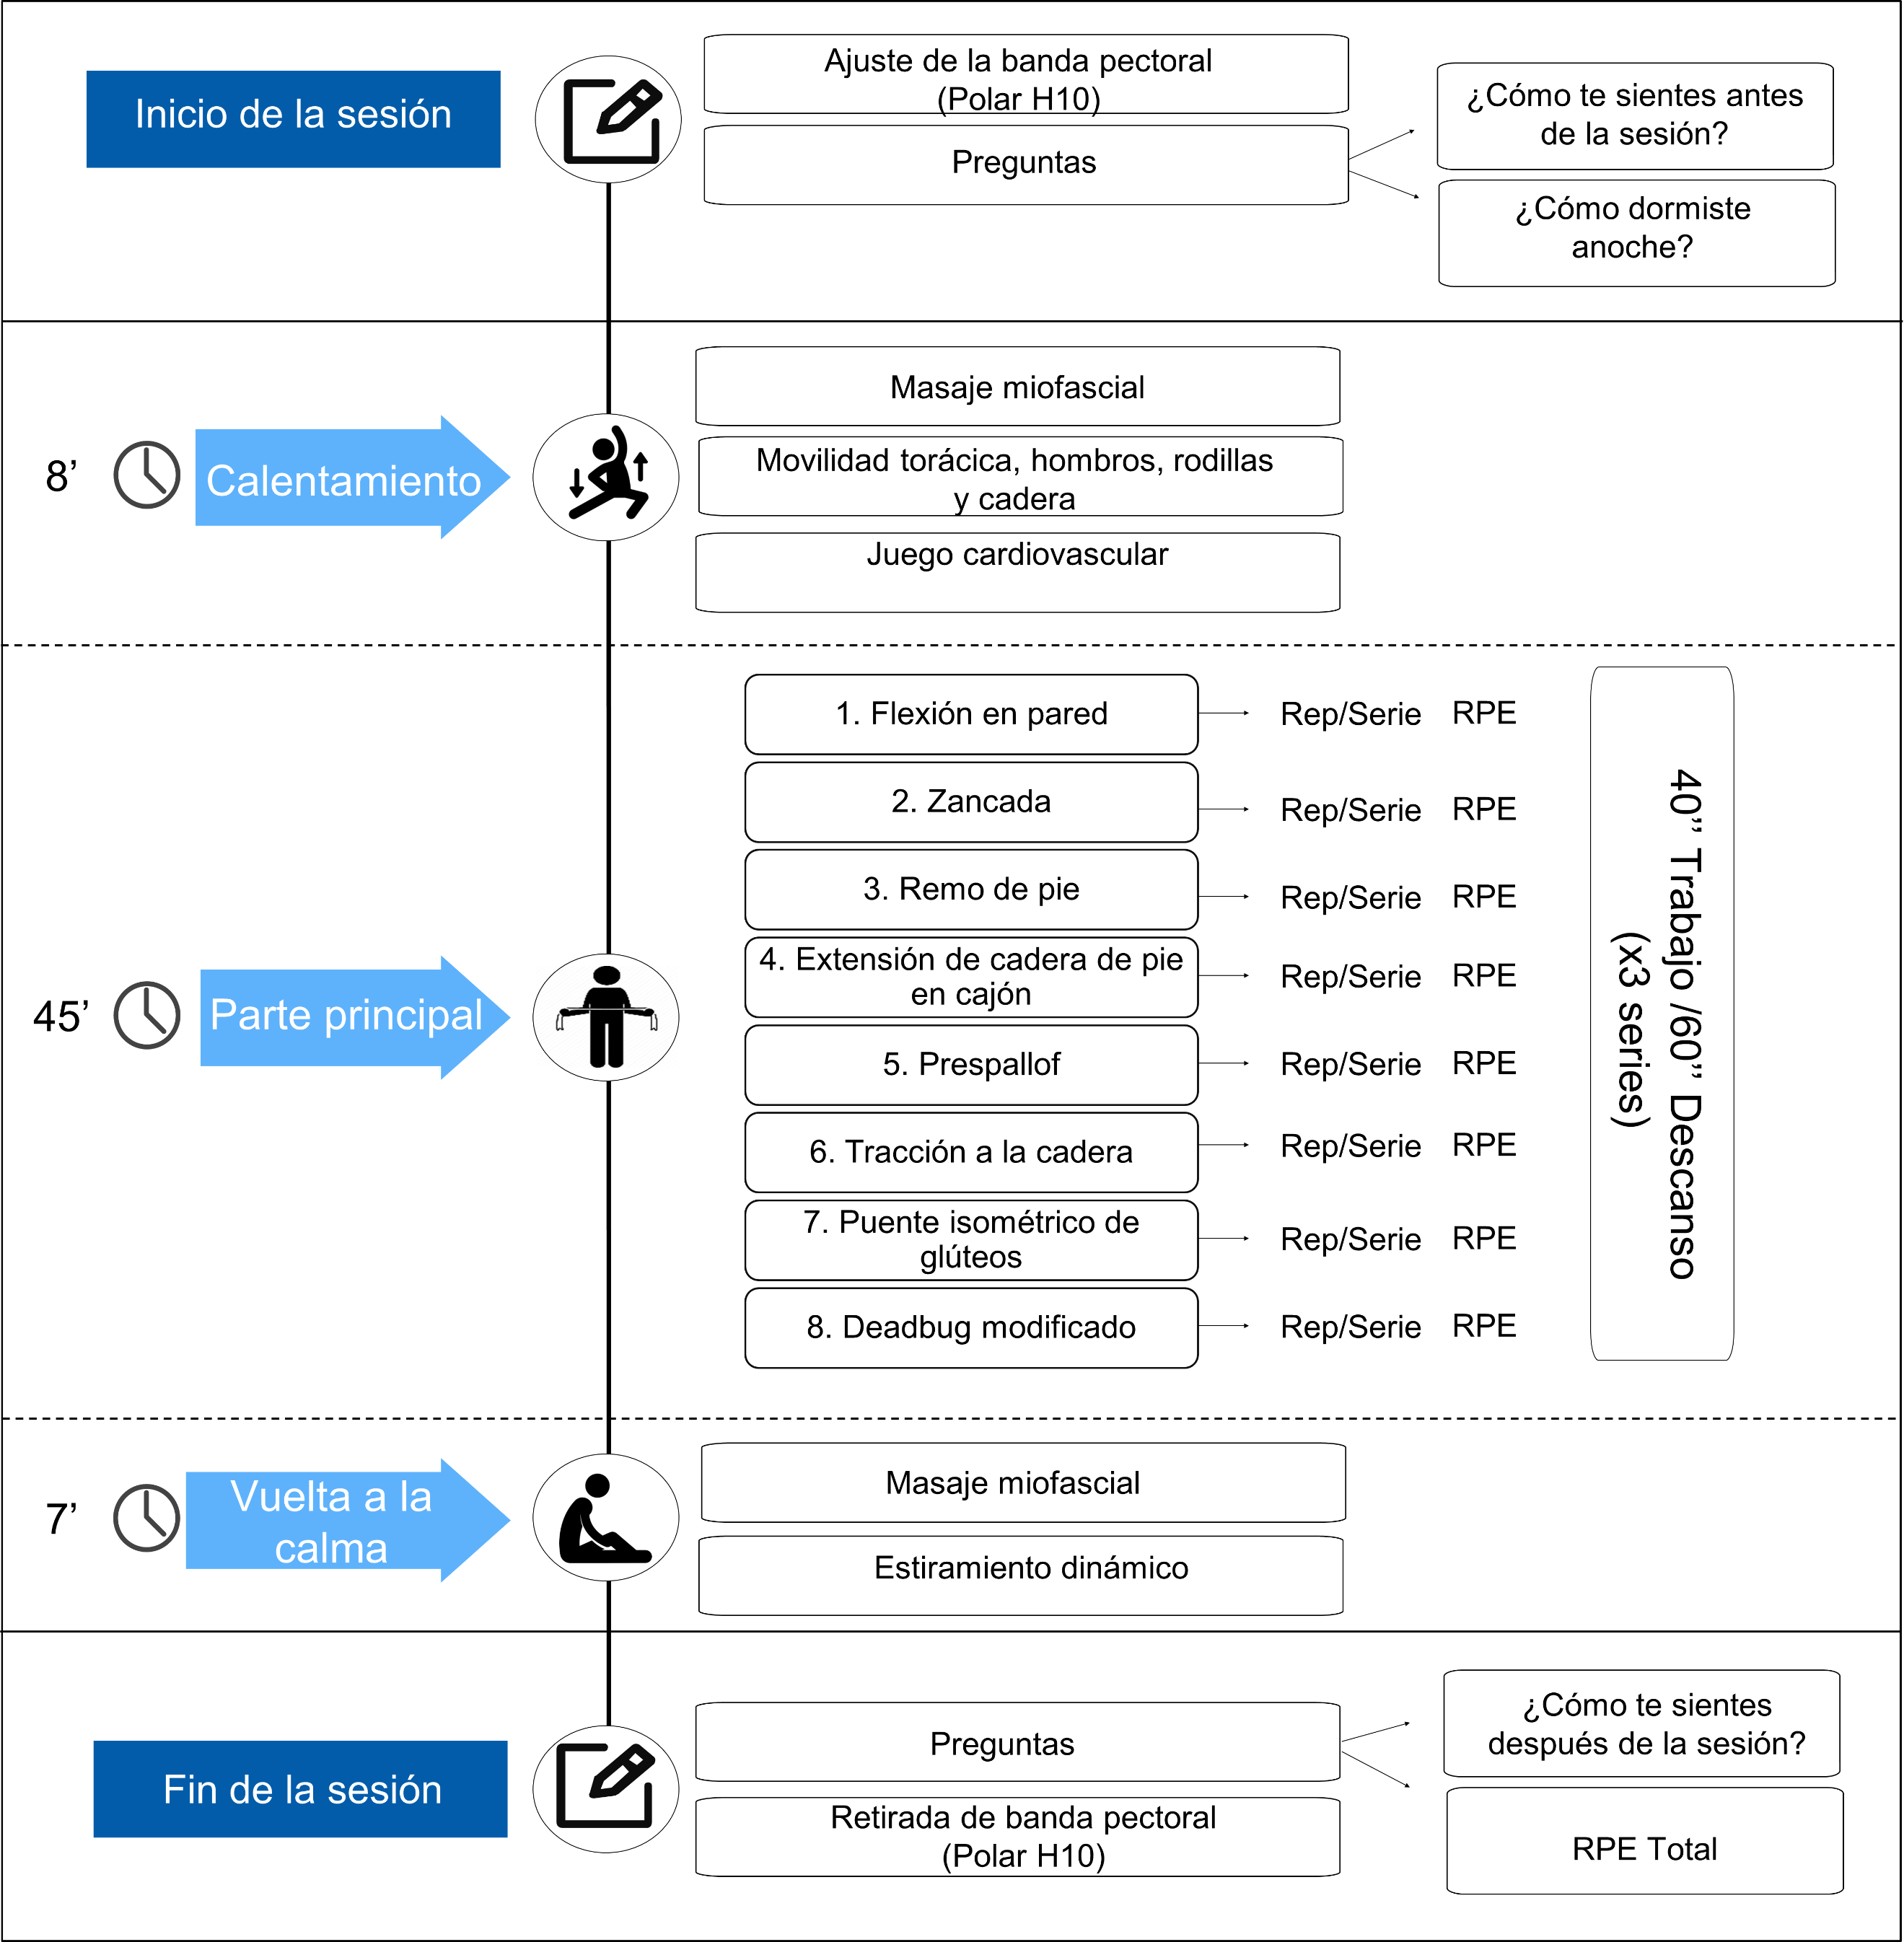 Inicio de la sesión
Ajuste de la banda pectoral
(Polar H10)
Preguntas
¿Cómo te sientes antes
de la sesión?
¿Cómo dormiste
anoche?
8’
Calentamiento
Masaje miofascial
Movilidad torácica, hombros, rodillas
y cadera
Juego cardiovascular
45’
Parte principal
1. Flexión en pared
Rep/Serie RPE
2. Zancada
Rep/Serie RPE
3. Remo de pie
Rep/Serie RPE
4. Extensión de cadera de pie
en cajón
Rep/Serie RPE
5. Prespallof
Rep/Serie RPE
6. Tracción a la cadera
Rep/Serie RPE
7. Puente isométrico de
glúteos
Rep/Serie RPE
8. Deadbug modificado
Rep/Serie RPE
40’’ Trabajo /60’’ Descanso
(x3 series)
7’
Vuelta a la
calma
Masaje miofascial
Estiramiento dinámico
Fin de la sesión
Preguntas
¿Cómo te sientes
después de la sesión?
RPE Total
Retirada de banda pectoral
(Polar H10)